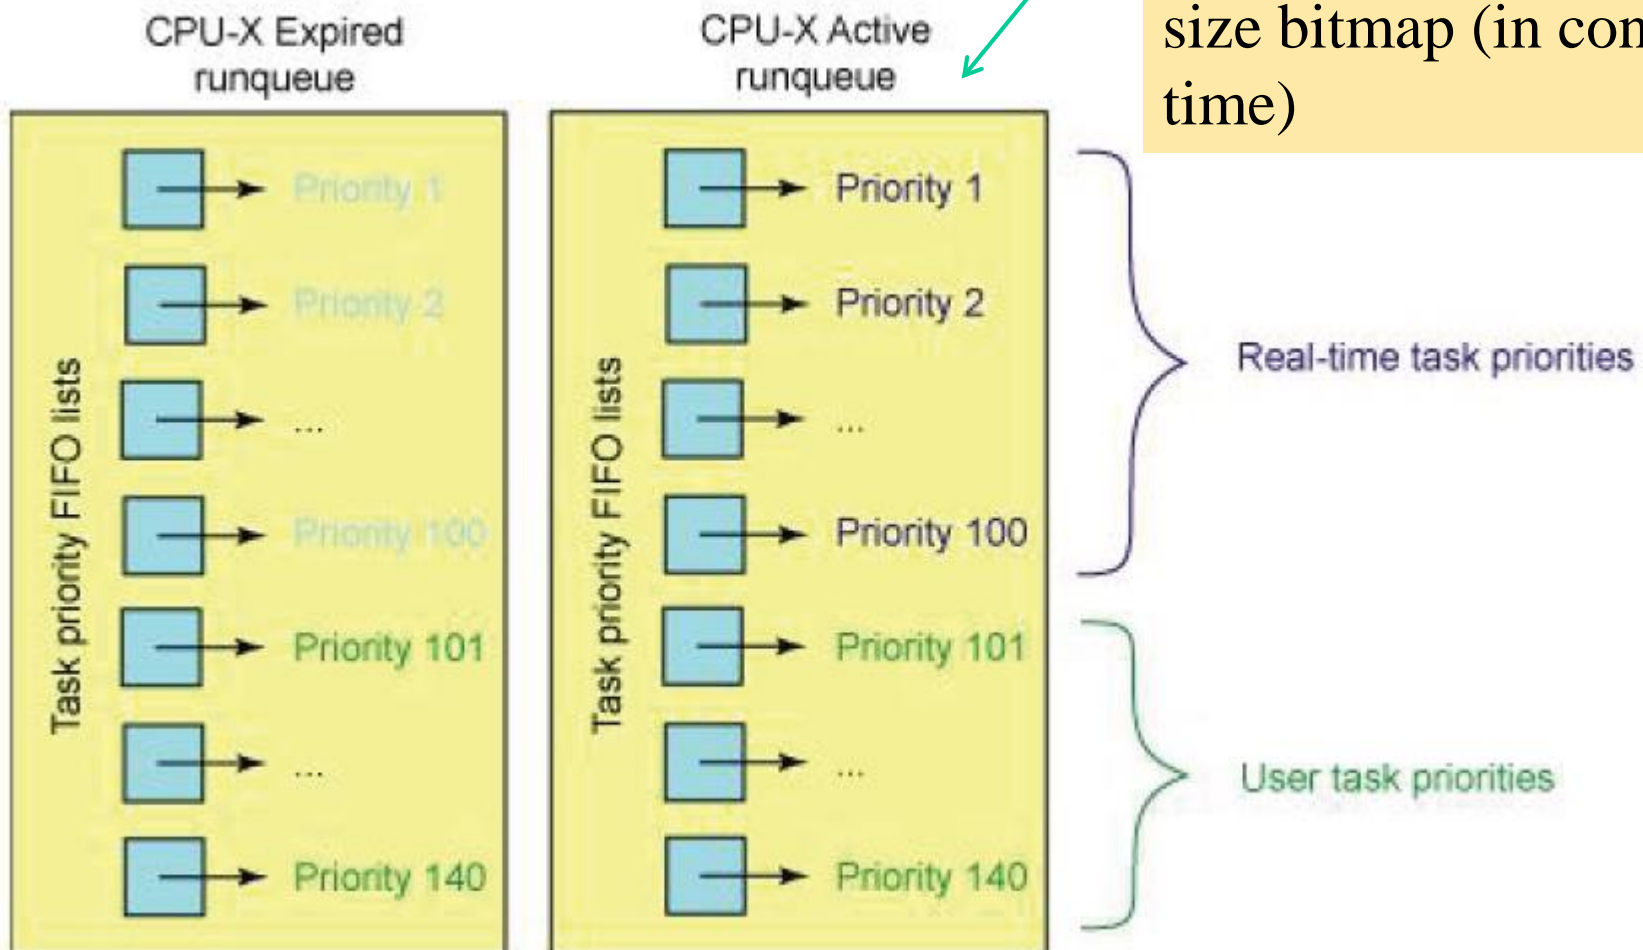 CPU-X Expired
runqueue
Task priority FIFO lists
Priority 1
Priority 2
...
Priority 100
Priority 101
...
Priority 140
CPU-X Active
runqueue
Task priority FIFO lists
Priority 1
Priority 2
...
Priority 100
Priority 101
...
Priority 140
size bitmap (in con
time)
Real-time task priorities
User task priorities